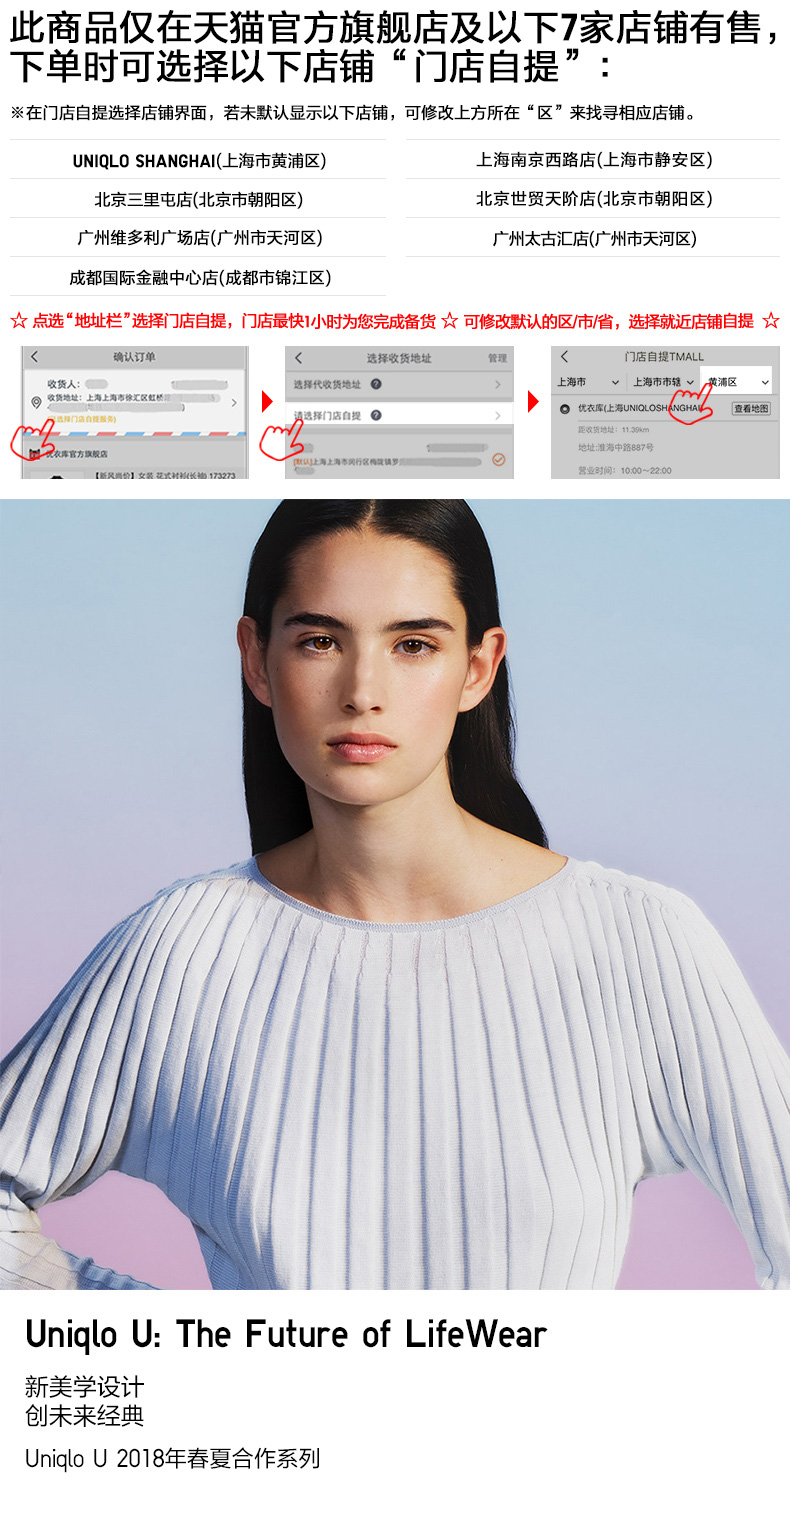 此商品仅在天猫官方旗舰店及以下7家店铺有售，
下单时可选择以下店铺“门店自提”：
※在门店自提选择店铺界面，若未默认显示以下店铺，可修改上方所在“区”来找寻相应店铺。
UNIQLO SHANGHAI(上海市黄浦区)
上海南京西路店(上海市静安区)
北京三里屯店(北京市朝阳区)
北京世贸天阶店(北京市朝阳区)
广州维多利广场店(广州市天河区)
广州太古汇店(广州市天河区)
成都国际金融中心店(成都市锦江区)
☆ 点选“地址栏”选择门店自提，门店最快1小时为您完成备货 ☆ 可修改默认的区/市/省，选择就近店铺自提 ☆
确认订单
收货人：
收货地址：上海上海市徐汇区虹桥
选择门店自提服务)
优衣库官方旗舰店
【新风尚价】女装 花式衬衫(长袖) 173273
选择收货地址
管理
选择代收货地址 ?
请选择门店自提 ?
[默认]上海上海市闵行区梅陇镇罗
门店自提TMALL
上海市
上海市市辖
黄浦区
优衣库(上海UNIQLOSHANGHAI
查看地图
距收货地址：11.39km
地址:淮海中路887号
营业时间：10:00～22:00
Uniqlo U: The Future of LifeWear
新美学设计
创未来经典
Uniqlo U 2018年春夏合作系列